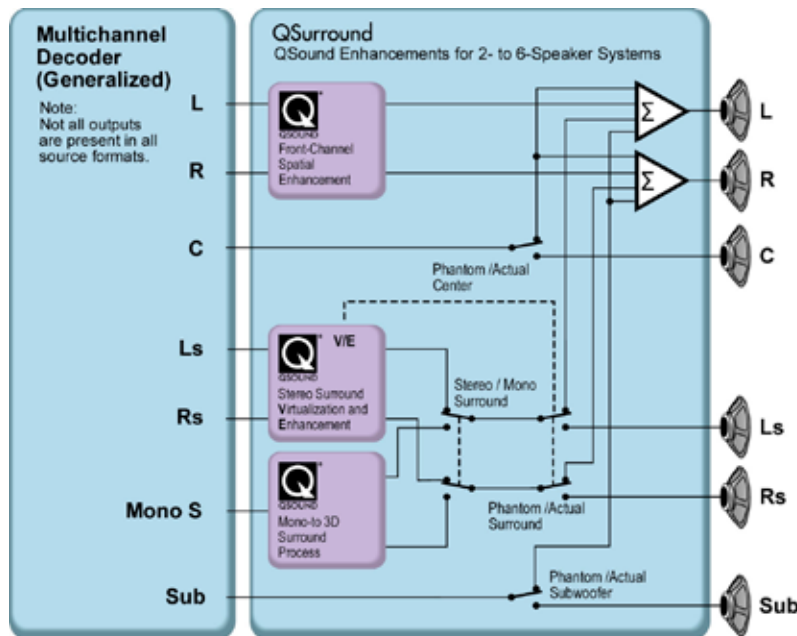 Multichannel
Decoder
(Generalized)
Note:
Not all outputs
are present in all
source formats.
L
R
C
Ls
Rs
Mono S
Sub
QSurround
QSound Enhancements for 2- to 6-Speaker Systems
Q
QSOUND
Front-Channel
Spatial
Enhancement
Σ
Σ
Phantom /Actual
Center
Q
V/E
QSOUND
Stereo Surround
Virtualization and
Enhancement
Stereo / Mono
Surround
Q
QSOUND
Mono-to 3D
Surround
Process
Phantom/Actual
Surround
Phantom/Actual
Subwoofer
L
R
C
Ls
Rs
Sub